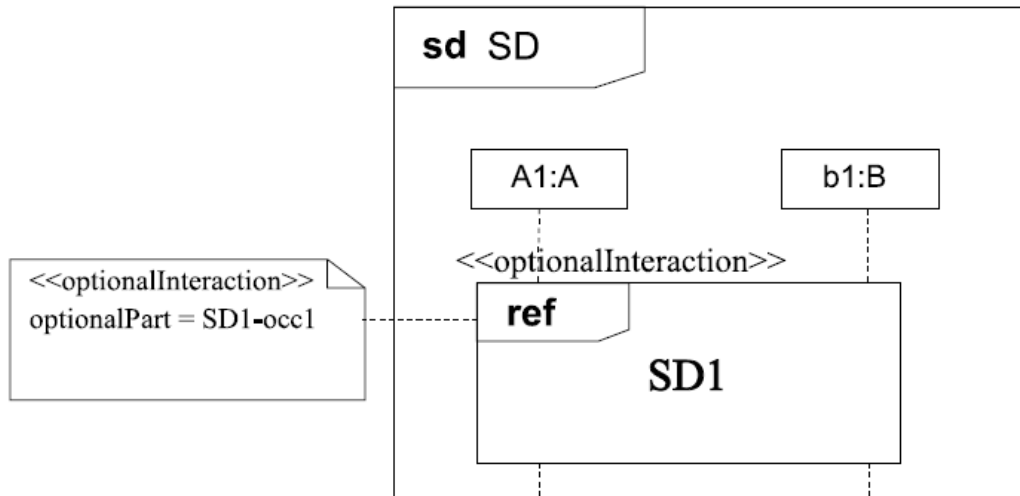 sd SD
A1:A
b1:B
<<optionalInteraction>>
<<optionalInteraction>>
optionalPart = SD1-occ1
ref
SD1